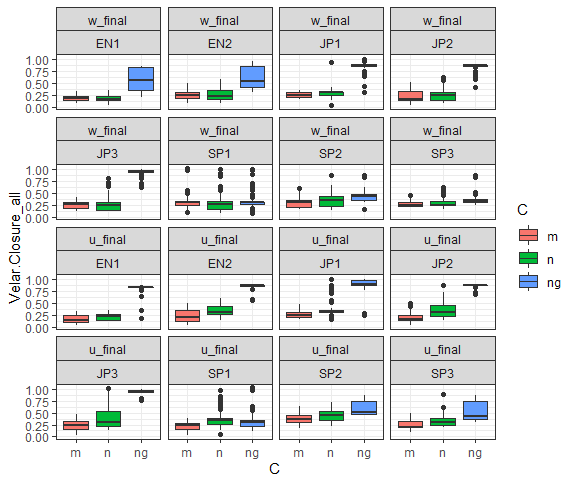 w_final w_final w_final w_final
EN1 EN2 JP1 JP2
1.00
0.75
0.50
0.25
0.00
w_final w_final w_final w_final
JP3 SP1 SP2 SP3
1.00
0.75
0.50
0.25
0.00
u_final u_final u_final u_final
EN1 EN2 JP1 JP2
1.00
0.75
0.50
0.25
0.00
u_final u_final u_final u_final
JP3 SP1 SP2 SP3
1.00
0.75
0.50
0.25
0.00
m n ng m n ng m n ng m n ng
C
Velar.Closure_all
C
m
n
ng